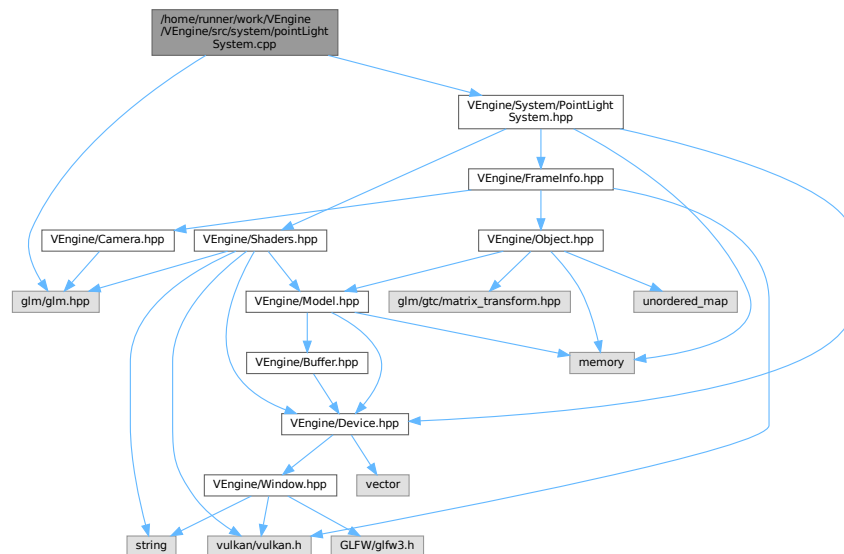 /home/runner/work/VEngine
/VEngine/src/system/pointLight
System.cpp
VEngine/System/PointLight
System.hpp
VEngine/FrameInfo.hpp
VEngine/Camera.hpp
VEngine/Shaders.hpp
VEngine/Object.hpp
glm/glm.hpp
VEngine/Model.hpp
glm/gtc/matrix_transform.hpp
unordered_map
VEngine/Buffer.hpp
memory
VEngine/Device.hpp
VEngine/Window.hpp
vector
string
vulkan/vulkan.h
GLFW/glfw3.h